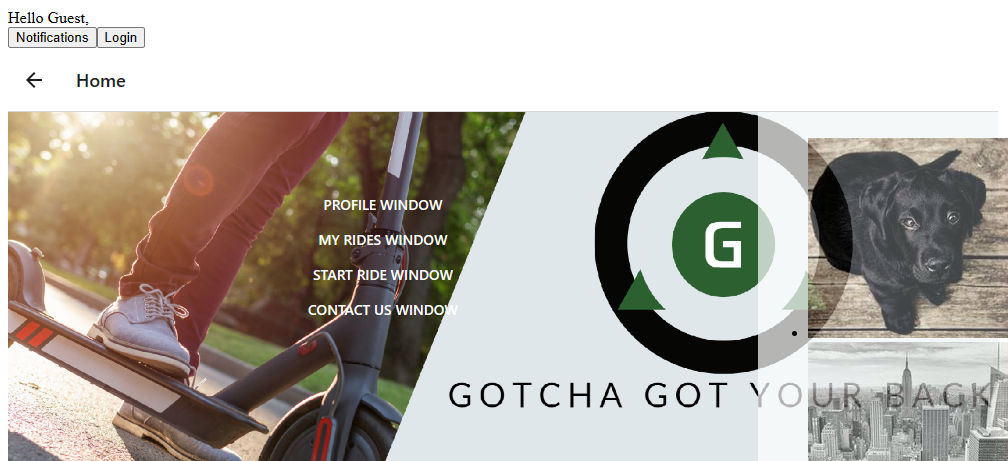 Hello Guest,
Notifications Login
Home
PROFILE WINDOW
MY RIDES WINDOW
START RIDE WINDOW
CONTACT US WINDOW
G
GOTCHA GOT YOUR BACK